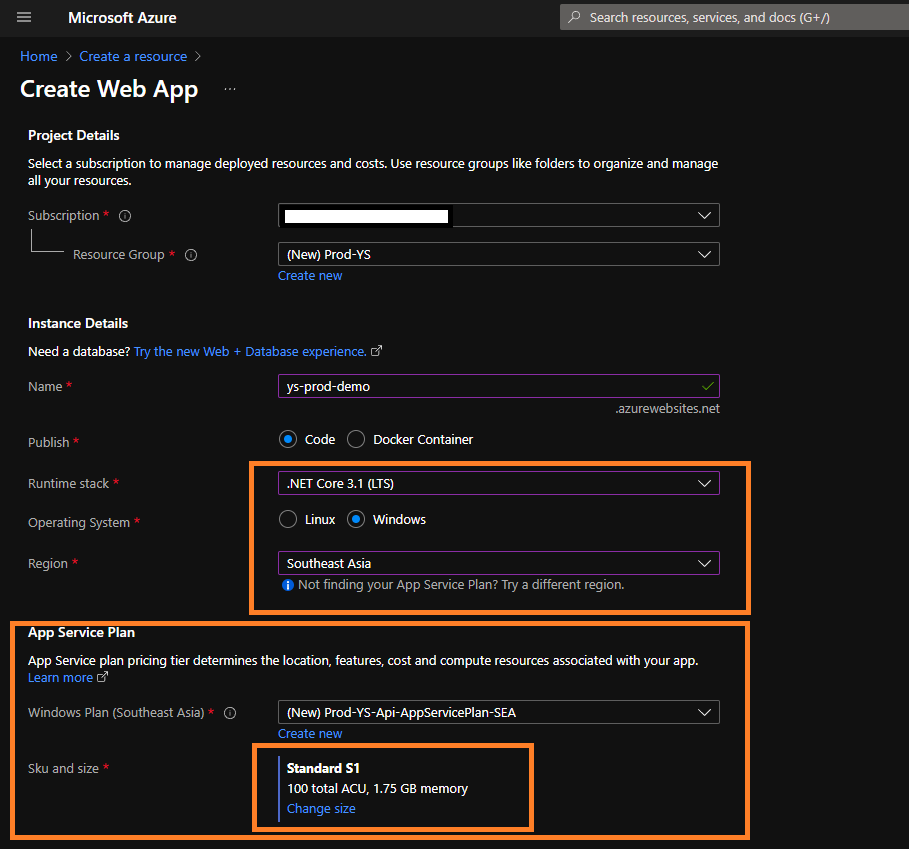 Microsoft Azure
Search resources, services, and docs (G+/)
Home > Create a resource >
Create Web App ...
Project Details
Select a subscription to manage deployed resources and costs. Use resource groups like folders to organize and manage
all your resources.
Subscription *
Resource Group *
(New) Prod-YS
Create new
Instance Details
Need a database? Try the new Web + Database experience.
Name *
ys-prod-demo
.azurewebsites.net
Publish *
Code
Docker Container
Runtime stack *
.NET Core 3.1 (LTS)
Operating System *
Linux
Windows
Region *
Southeast Asia
Not finding your App Service Plan? Try a different region.
App Service Plan
App Service plan pricing tier determines the location, features, cost and compute resources associated with your app.
Learn more
Windows Plan (Southeast Asia) *
(New) Prod-YS-Api-AppServicePlan-SEA
Create new
Sku and size *
Standard S1
100 total ACU, 1.75 GB memory
Change size